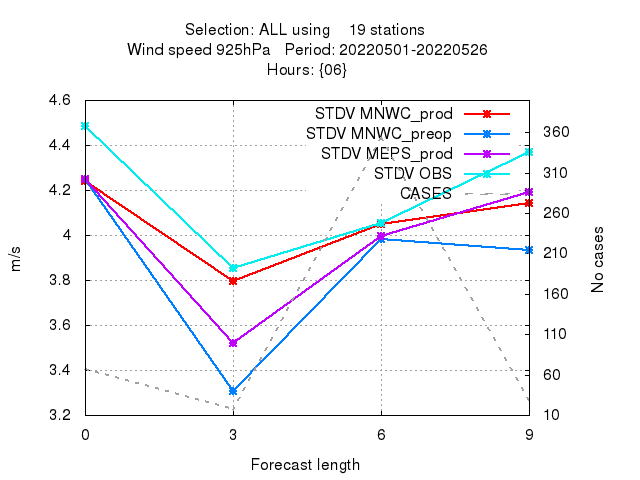 Selection: ALL using    19 stations
Wind speed 925hPa   Period: 20220501-20220526
Hours: {06}
STDV MNWC_prod
STDV MNWC_preop
STDV MEPS_prod
STDV OBS
CASES
4.6
4.4
4.2
4
3.8
3.6
3.4
3.2
m/s
360
310
260
210
160
110
60
10
No cases
0 3 6 9
Forecast length